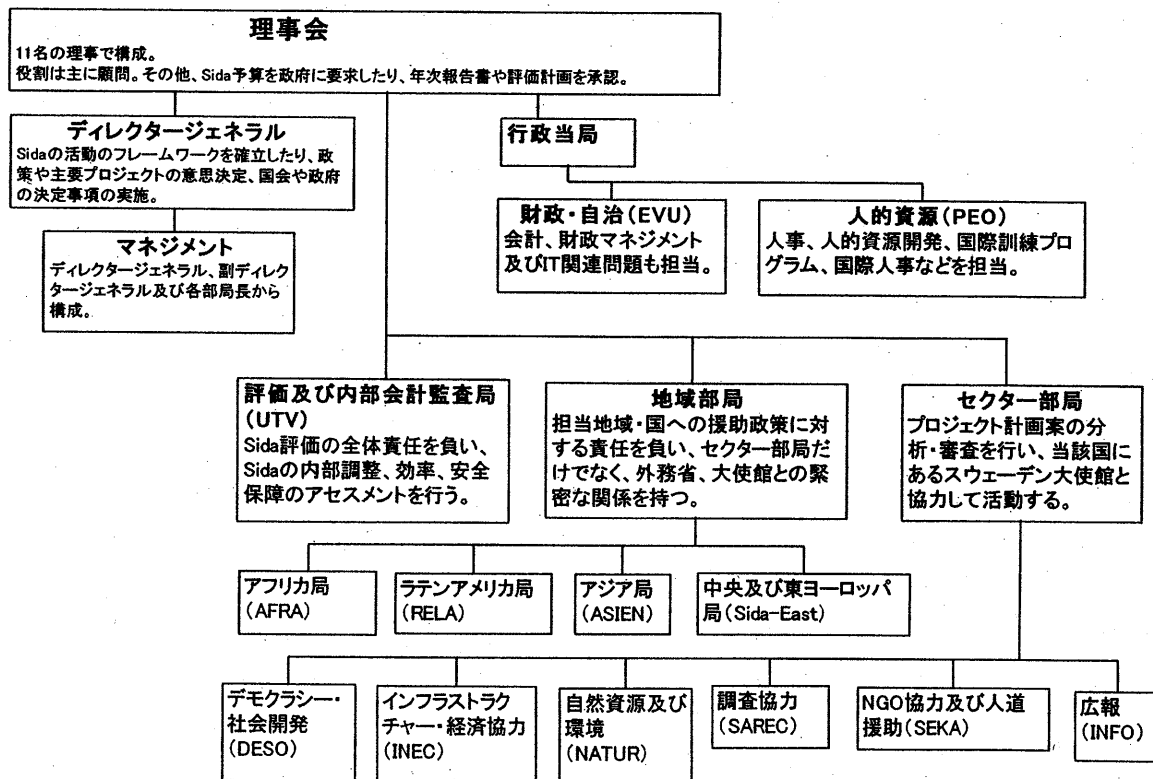 理事会
11名の理事で構成。
役割は主に顧問。その他、Sida予算を政府に要求したり、年次報告書や評価計画を承認。
ディレクタージェネラル
Sidaの活動のフレームワークを確立したり、政
策や主要プロジェクトの意思決定、国会や政府
の決定事項の実施。
行政当局
マネジメント
ディレクタージェネラル、副ディレク
タージェネラル及び各部局長から
構成。
財政・自治(EVU)
会計、財政マネジメント
及びIT関連問題も担当。
人的資源(PEO)
人事、人的資源開発、国際訓練プロ
グラム、国際人事などを担当。
評価及び内部会計監査局
(UTV)
Sida評価の全体責任を負い、
Sidaの内部調整、効率、安全
保障のアセスメントを行う。
地域部局
担当地域・国への援助政策に対
する責任を負い、セクター部局だ
けでなく、外務省、大使館との緊
密な関係を持つ。
セクター部局
プロジェクト計画案の分
析・審査を行い、当該国に
あるスウェーデン大使館と
協力して活動する。
アフリカ局
(AFRA)
ラテンアメリカ局
(RELA)
アジア局
(ASIEN)
中央及び東ヨーロッパ
局(Sida-East)
デモクラシー・
社会開発
(DESO)
インフラストラク
チャー・経済協力
(INEC)
自然資源及び
環境
(NATUR)
調査協力
(SAREC)
NGO協力及び人道
援助(SEKA)
広報
(INFO)